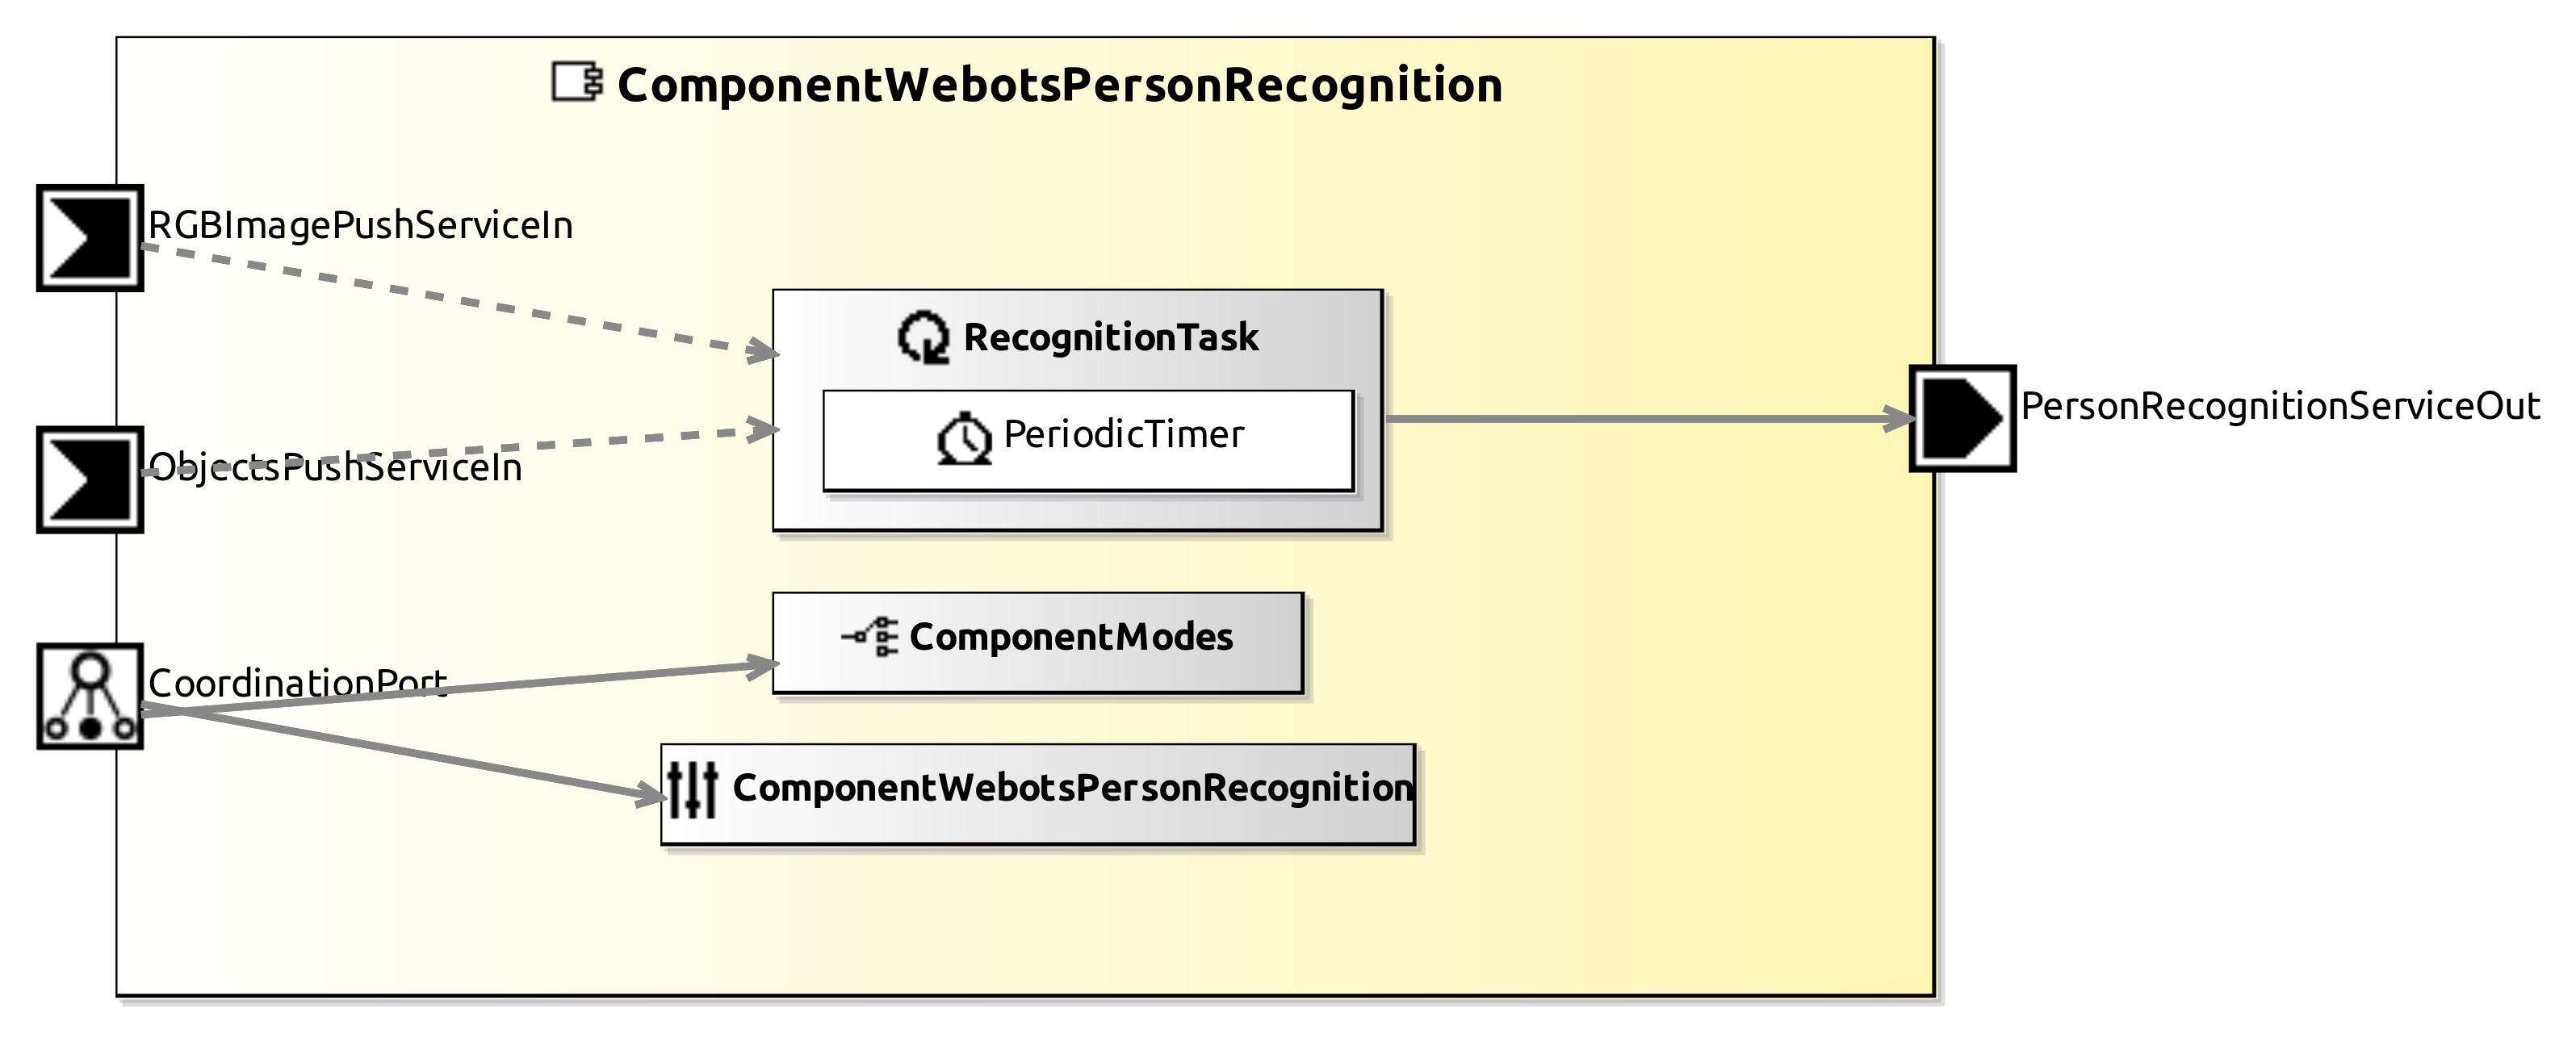 ComponentWebotsPersonRecognition
RGBImagePushServiceIn
RecognitionTask
PeriodicTimer
PersonRecognitionServiceOut
ObjectsPushServiceIn
ComponentModes
CoordinationPort
ComponentWebotsPersonRecognition